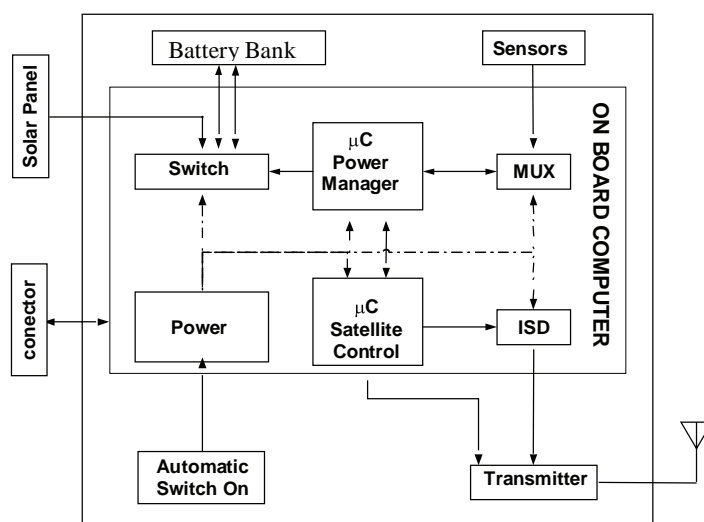 Battery Bank
Sensors
Solar Panel
ON BOARD COMPUTER
Switch
μC
Power
Manager
MUX
conector
Power
μC
Satellite
Control
ISD
Automatic
Switch On
Transmitter